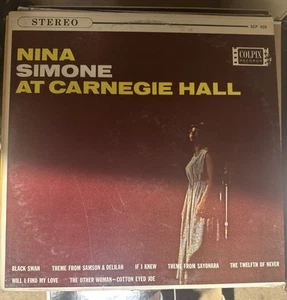 STEREO
NINA
SIMONE
AT CARNEGIE HALL
COLPIX
RECORDS
BLACK SWAN THEME FROM SAMSON & DELILAH IF I KNEW THEME FROM SAYONARA THE TWELFTH OF NEVER
WILL I FIND MY LOVE THE OTHER WOMAN—COTTON EYED JOE